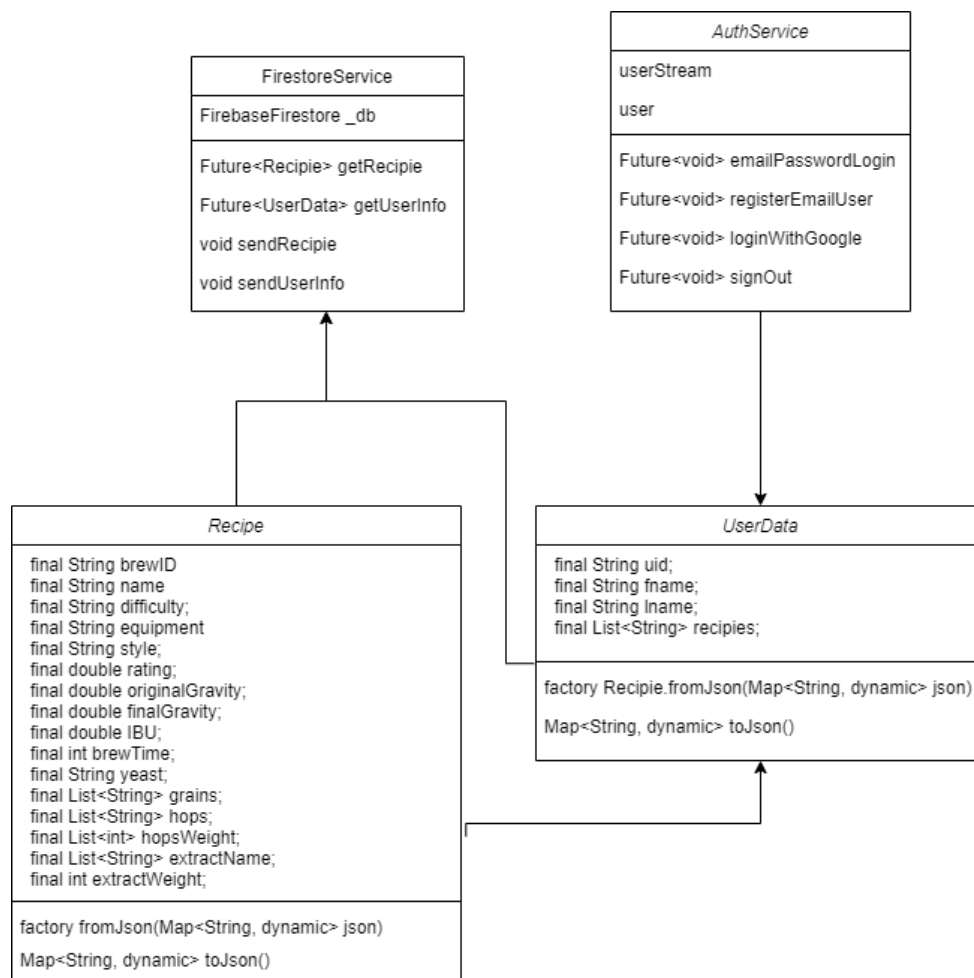 FirestoreService
FirebaseFirestore _db
Future<Recipie> getRecipie
Future<UserData> getUserInfo
void sendRecipie
void sendUserInfo
AuthService
userStream
user
Future<void> emailPasswordLogin
Future<void> registerEmailUser
Future<void> loginWithGoogle
Future<void> signOut
Recipe
final String brewID
final String name
final String difficulty;
final String equipment
final String style;
final double rating;
final double originalGravity;
final double finalGravity;
final double IBU;
final int brewTime;
final String yeast;
final List<String> grains;
final List<String> hops;
final List<int> hopsWeight;
final List<String> extractName;
final int extractWeight;
factory fromJson(Map<String, dynamic> json)
Map<String, dynamic> toJson()
UserData
final String uid;
final String fname;
final String lname;
final List<String> recipies;
factory Recipie.fromJson(Map<String, dynamic> json)
Map<String, dynamic> toJson()